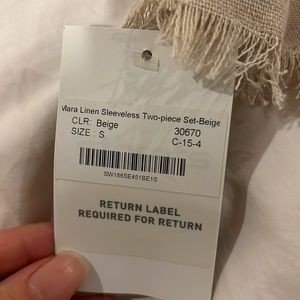 Mara Linen Sleeveless Two-piece Set-Beige
CLR: Beige 30670
SIZE : S C-15-4
SW186SE451BE1S
RETURN LABEL
REQUIRED FOR RETURN